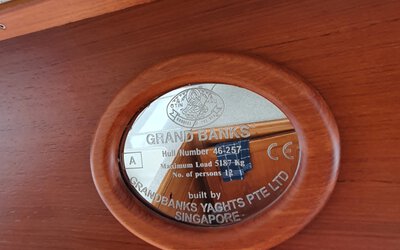 GRAND BANKS
Hull Number 46-257
A
Maximum Load 5187 Kg
CE
No. of persons 12
built by
GRANDBANKS YAGHTS PTE LTD
SINGAPORE